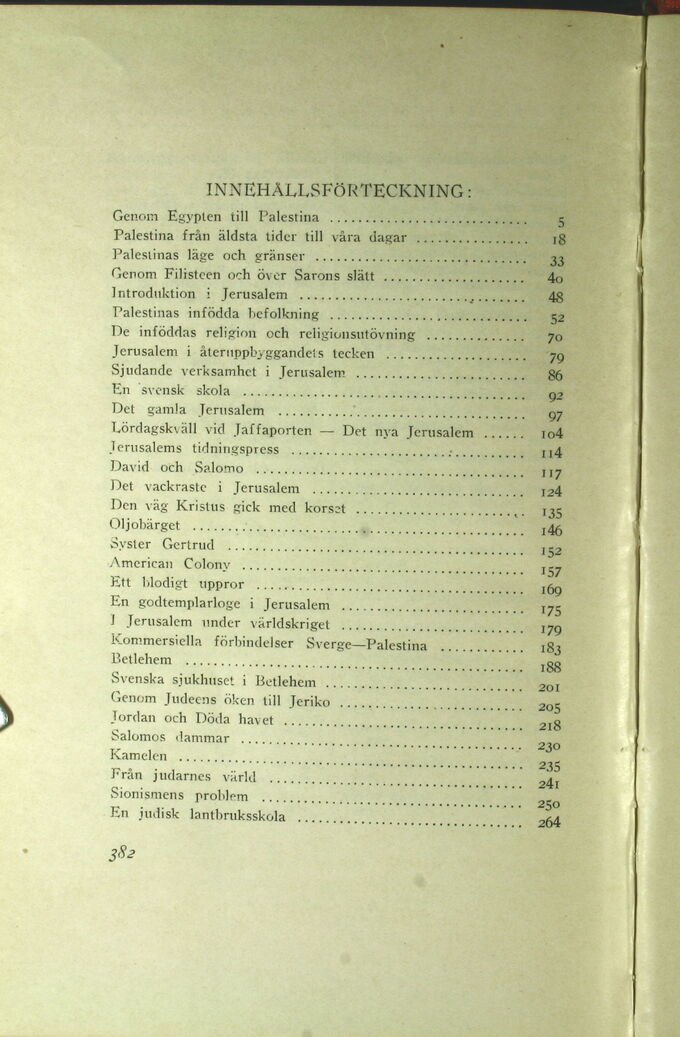 INNEHÅLLSFÖRTECKNING:
Genom Egypten till Palestina ........................... 5
Palestina från äldsta tider till våra dagar ................ 18
Palestinas läge och gränser .............................. 33
Genom Filisteen och över Sarons slätt .................... 40
Introduktion i Jerusalem ................................ 48
Palestinas infödda befolkning ............................ 52
De inföddas religion och religionsutövning .............. 70
Jerusalem i återuppbyggandets tecken .................... 79
Sjudande verksamhet i Jerusalem ........................ 86
En svensk skola ........................................ 92
Det gamla Jerusalem .................................... 97
Lördagskväll vid Jaffaporten — Det nya Jerusalem ...... 104
Jerusalems tidningspress ................................ 114
David och Salomo ...................................... 117
Det vackraste i Jerusalem .............................. 124
Den väg Kristus gick med korset ........................ 135
Oljobärget .............................................. 146
Syster Gertrud .......................................... 152
American Colony ........................................ 157
Ett blodigt uppror ...................................... 169
En godtemplarloge i Jerusalem .......................... 175
I Jerusalem under världskriget .......................... 179
Kommersiella förbindelser Sverge—Palestina ............ 183
Betlehem ................................................ 188
Svenska sjukhuset i Betlehem ............................ 201
Genom Judeens öken till Jeriko .......................... 205
Jordan och Döda havet .................................. 218
Salomos dammar ........................................ 230
Kamelen ................................................ 235
Från judarnes värld .................................... 241
Sionismens problem .................................... 250
En judisk lantbruksskola ................................ 264
382